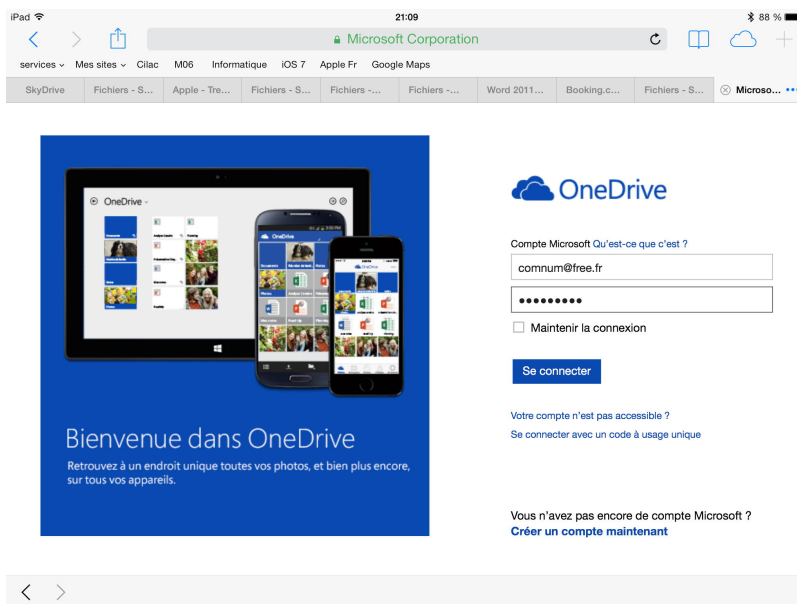 iPad 21:09 88 %
Microsoft Corporation
services Mes sites Cilac M06 Informatique iOS 7 Apple Fr Google Maps
SkyDrive Fichiers - S... Apple - Tre... Fichiers - S... Fichiers -... Fichiers -... Word 2011... Booking.c... Fichiers - S... Microso...
OneDrive
OneDrive
OneDrive
OneDrive
Bienvenue dans OneDrive
Retrouvez à un endroit unique toutes vos photos, et bien plus encore,
sur tous vos appareils.
Compte Microsoft Qu'est-ce que c'est ?
comnum@free.fr
Maintenir la connexion
Se connecter
Votre compte n'est pas accessible ?
Se connecter avec un code à usage unique
Vous n'avez pas encore de compte Microsoft ?
Créer un compte maintenant